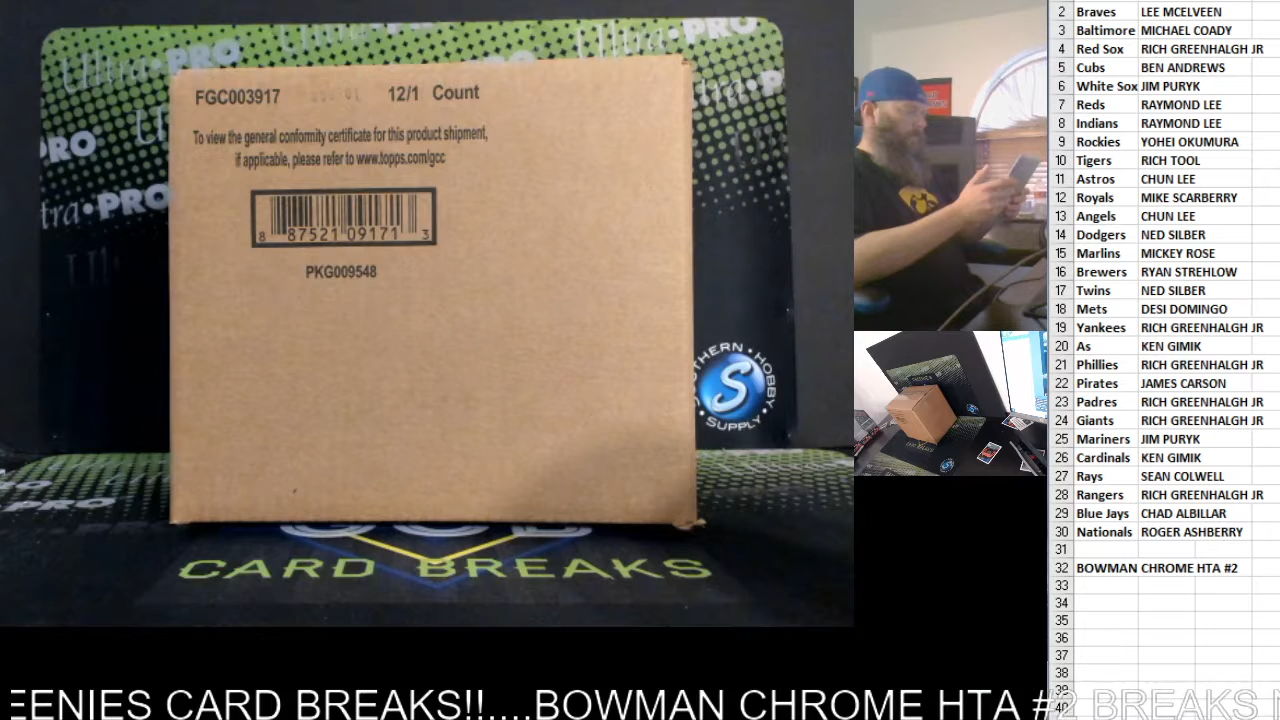 Ultra•PRO
Ultra•PRO
PRO
tra•PRO
PRO
FGC003917 12/1 Count
To view the general conformity certificate for this product shipment,
if applicable, please refer to www.topps.com/gcc
8 87521 09171 3
PKG009548
SOUTHERN • HOBBY •
S
SUPPLY
CARD BREAKS
2 Braves LEE MCELVEEN
3 Baltimore MICHAEL COADY
4 Red Sox RICH GREENHALGH JR
5 Cubs BEN ANDREWS
6 White Sox JIM PURYK
7 Reds RAYMOND LEE
8 Indians RAYMOND LEE
9 Rockies YOHEI OKUMURA
10 Tigers RICH TOOL
11 Astros CHUN LEE
12 Royals MIKE SCARBERRY
13 Angels CHUN LEE
14 Dodgers NED SILBER
15 Marlins MICKEY ROSE
16 Brewers RYAN STREHLOW
17 Twins NED SILBER
18 Mets DESI DOMINGO
19 Yankees RICH GREENHALGH JR
20 As KEN GIMIK
21 Phillies RICH GREENHALGH JR
22 Pirates JAMES CARSON
23 Padres RICH GREENHALGH JR
24 Giants RICH GREENHALGH JR
25 Mariners JIM PURYK
26 Cardinals KEN GIMIK
27 Rays SEAN COLWELL
28 Rangers RICH GREENHALGH JR
29 Blue Jays CHAD ALBILLAR
30 Nationals ROGER ASHBERRY
31
32 BOWMAN CHROME HTA #2
33
34
35
36
37
38
39
40
EENIES CARD BREAKS!!....BOWMAN CHROME HTA #2 BREAKS